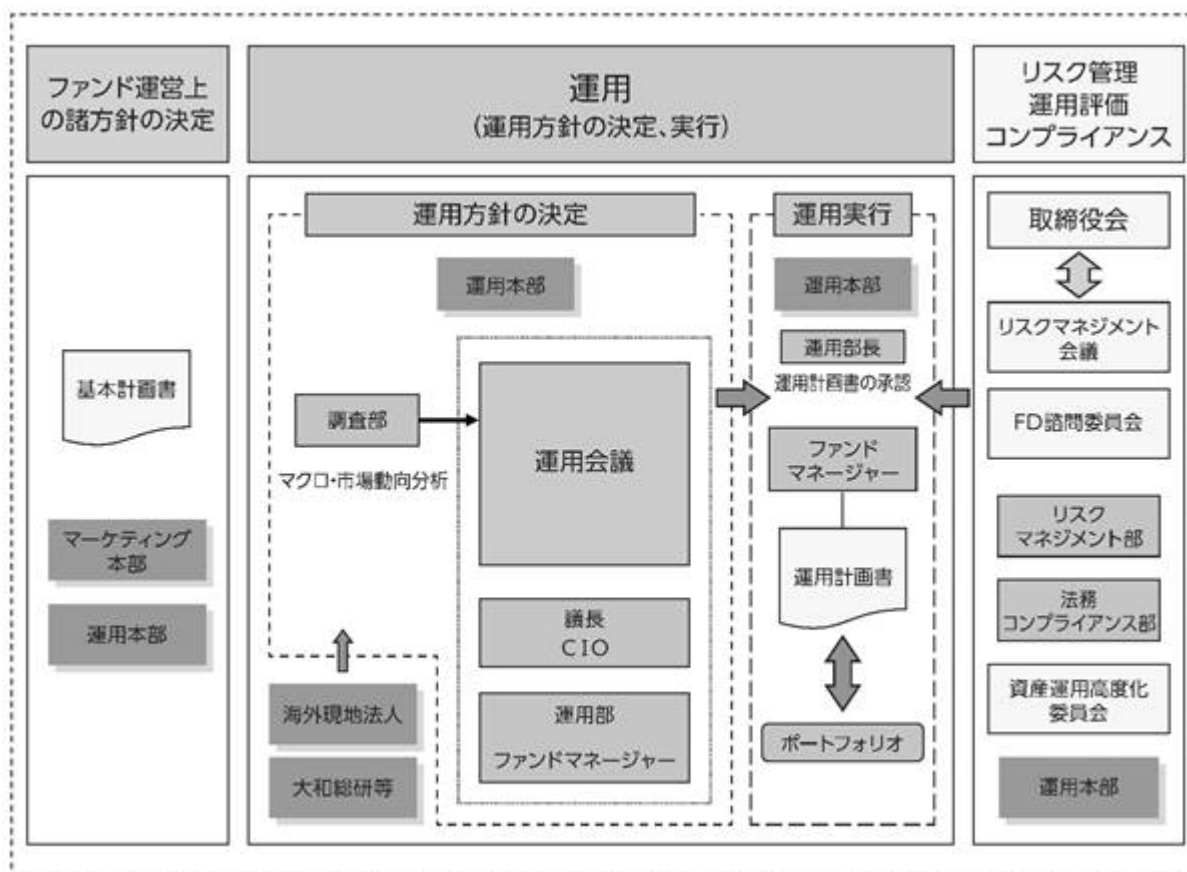 ファンド運営上
の諸方針の決定
運用
(運用方針の決定、実行)
リスク管理
運用評価
コンプライアンス
基本計画書
マーケティング
本部
運用本部
運用方針の決定
運用本部
調査部
マクロ・市場動向分析
運用会議
議長
CIO
運用部
ファンドマネージャー
海外現地法人
大和総研等
運用実行
運用本部
運用部長
運用計画書の承認
ファンド
マネージャー
運用計画書
ポートフォリオ
取締役会
リスクマネジメント
会議
FD諮問委員会
リスク
マネジメント部
法務
コンプライアンス部
資産運用高度化
委員会
運用本部